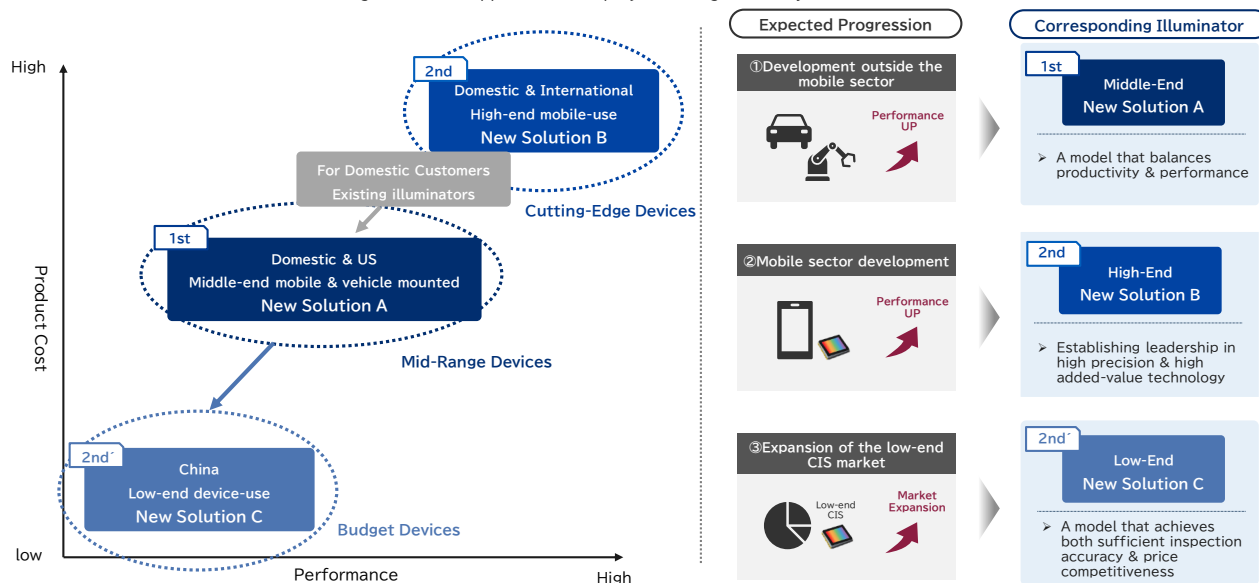 High
Product Cost
low
Performance
High
2nd
Domestic & International
High-end mobile-use
New Solution B
For Domestic Customers
Existing illuminators
Cutting-Edge Devices
1st
Domestic & US
Middle-end mobile & vehicle mounted
New Solution A
Mid-Range Devices
2nd´
China
Low-end device-use
New Solution C
Budget Devices
Expected Progression
①Development outside the
mobile sector
Performance
UP
②Mobile sector development
Performance
UP
③Expansion of the low-end
CIS market
Low-end
CIS
Market
Expansion
Corresponding Illuminator
1st
Middle-End
New Solution A
➢ A model that balances
productivity & performance
2nd
High-End
New Solution B
➢ Establishing leadership in
high precision & high
added-value technology
2nd´
Low-End
New Solution C
➢ A model that achieves
both sufficient inspection
accuracy & price
competitiveness